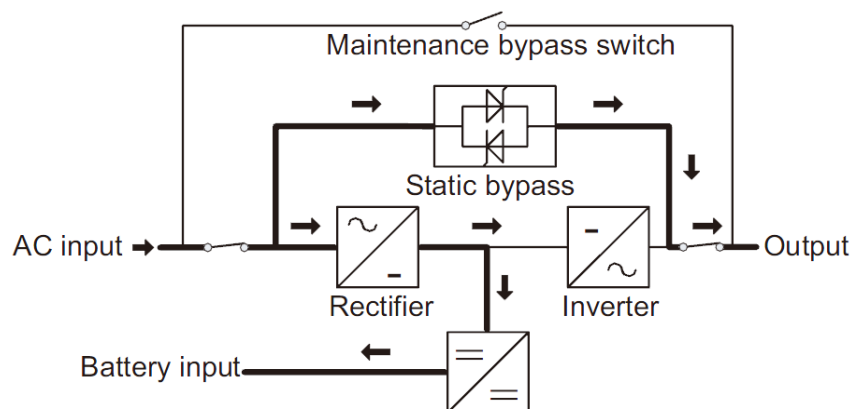 Maintenance bypass switch
Static bypass
AC input
Output
Rectifier
Inverter
Battery input